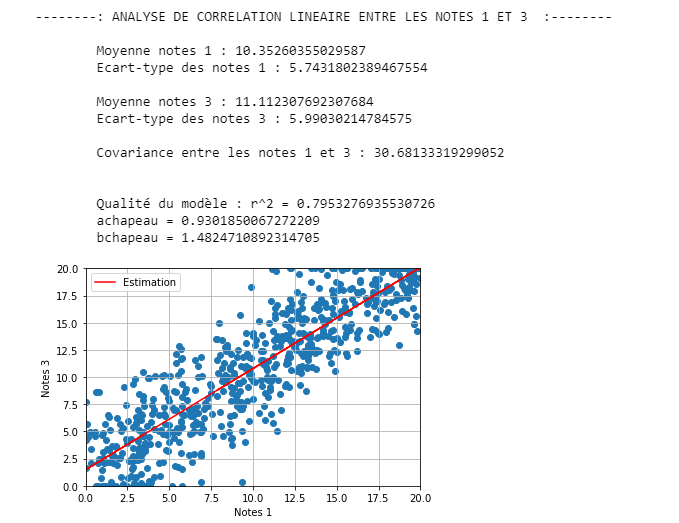 --------: ANALYSE DE CORRELATION LINEAIRE ENTRE LES NOTES 1 ET 3  :--------
Moyenne notes 1 : 10.35260355029587
Ecart-type des notes 1 : 5.7431802389467554
Moyenne notes 3 : 11.112307692307684
Ecart-type des notes 3 : 5.99030214784575
Covariance entre les notes 1 et 3 : 30.68133319299052
Qualité du modèle : r^2 = 0.7953276935530726
achapeau = 0.9301850067272209
bchapeau = 1.4824710892314705
Estimation
20.0
17.5
15.0
12.5
10.0
7.5
5.0
2.5
0.0
Notes 3
0.0 2.5 5.0 7.5 10.0 12.5 15.0 17.5 20.0
Notes 1